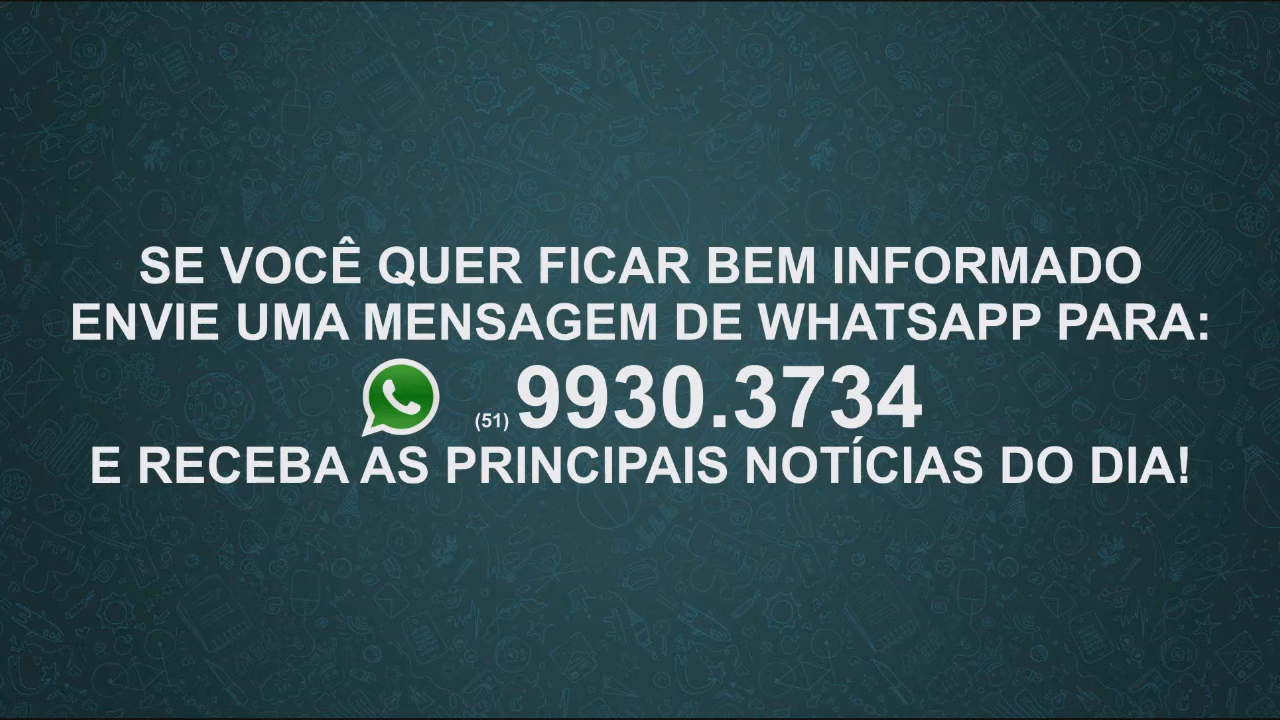 SE VOCÊ QUER FICAR BEM INFORMADO
ENVIE UMA MENSAGEM DE WHATSAPP PARA:
(51) 9930.3734
E RECEBA AS PRINCIPAIS NOTÍCIAS DO DIA!